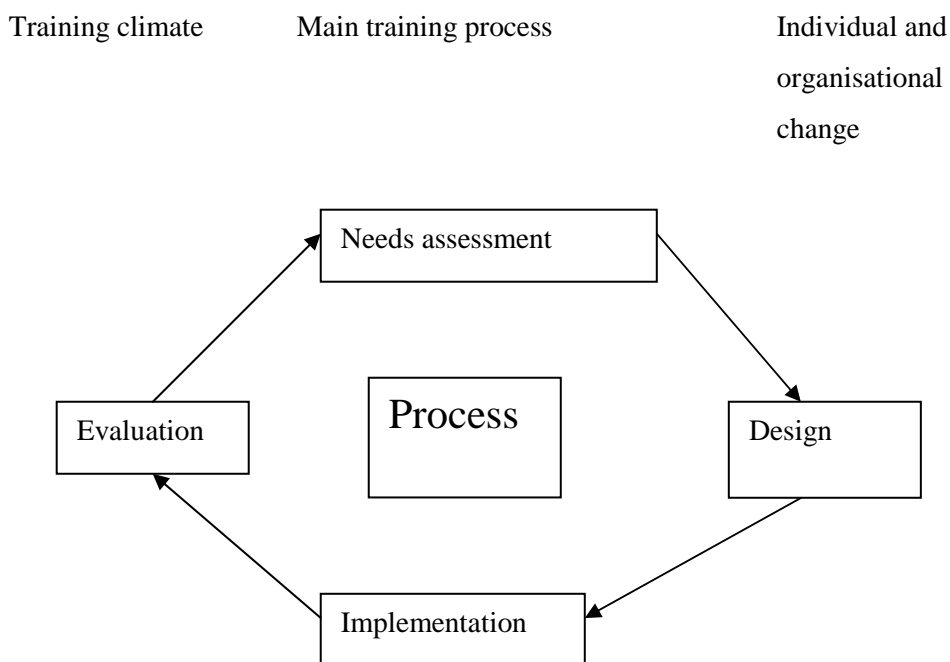 Training climate
Main training process
Individual and
organisational
change
Needs assessment
Evaluation
Process
Design
Implementation